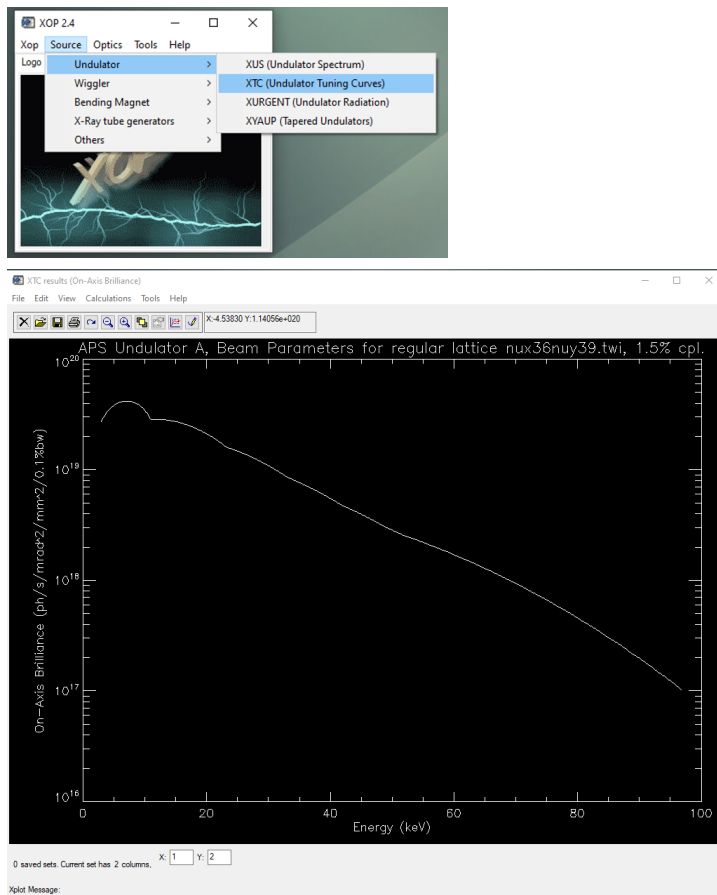 XOP 2.4
Xop Source Optics Tools Help
Logo
Undulator >
Wiggler >
Bending Magnet >
X-Ray tube generators >
Others >
XUS (Undulator Spectrum)
XTC (Undulator Tuning Curves)
XURGENT (Undulator Radiation)
XYAUP (Tapered Undulators)
XOP
XTC results (On-Axis Brilliance)
File Edit View Calculations Tools Help
X:-4.53830 Y:1.14056e+020
APS Undulator A, Beam Parameters for regular lattice nux36nuy39.twi, 1.5% cpl.
On-Axis Brilliance (ph/s/mrad^2/mm^2/0.1%bw)
10^20
10^19
10^18
10^17
10^16
0 20 40 60 80 100
Energy (keV)
0 saved sets. Current set has 2 columns, X: 1 Y: 2
Xplot Message: